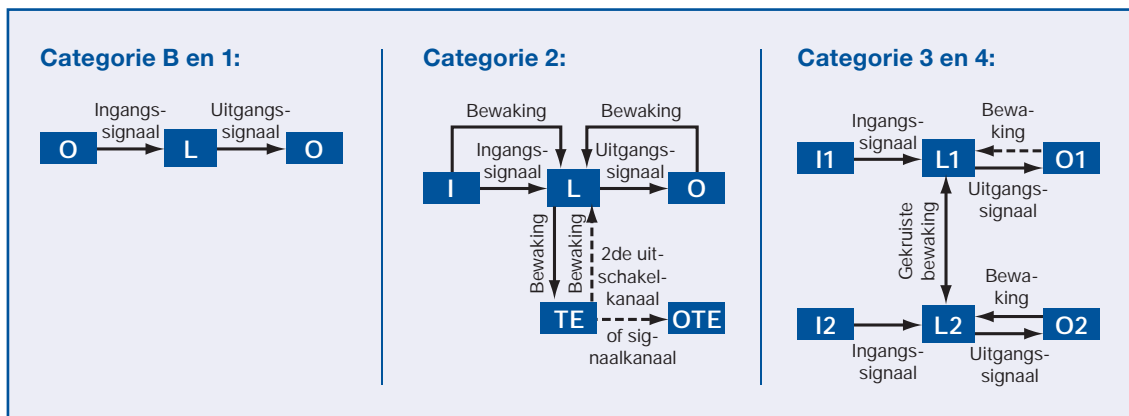 Categorie B en 1:
Ingangs-
signaal
Uitgangs-
signaal
O
L
O
Categorie 2:
Bewaking
Bewaking
Ingangs-
signaal
Uitgangs-
signaal
I
L
O
Bewaking
Bewaking
2de uit-
schakel-
kanaal
TE
OTE
of sig-
naalkanaal
Categorie 3 en 4:
Ingangs-
signaal
Bewa-
king
I1
L1
O1
Uitgangs-
signaal
Gekruiste
bewaking
Bewa-
king
I2
L2
O2
Ingangs-
signaal
Uitgangs-
signaal